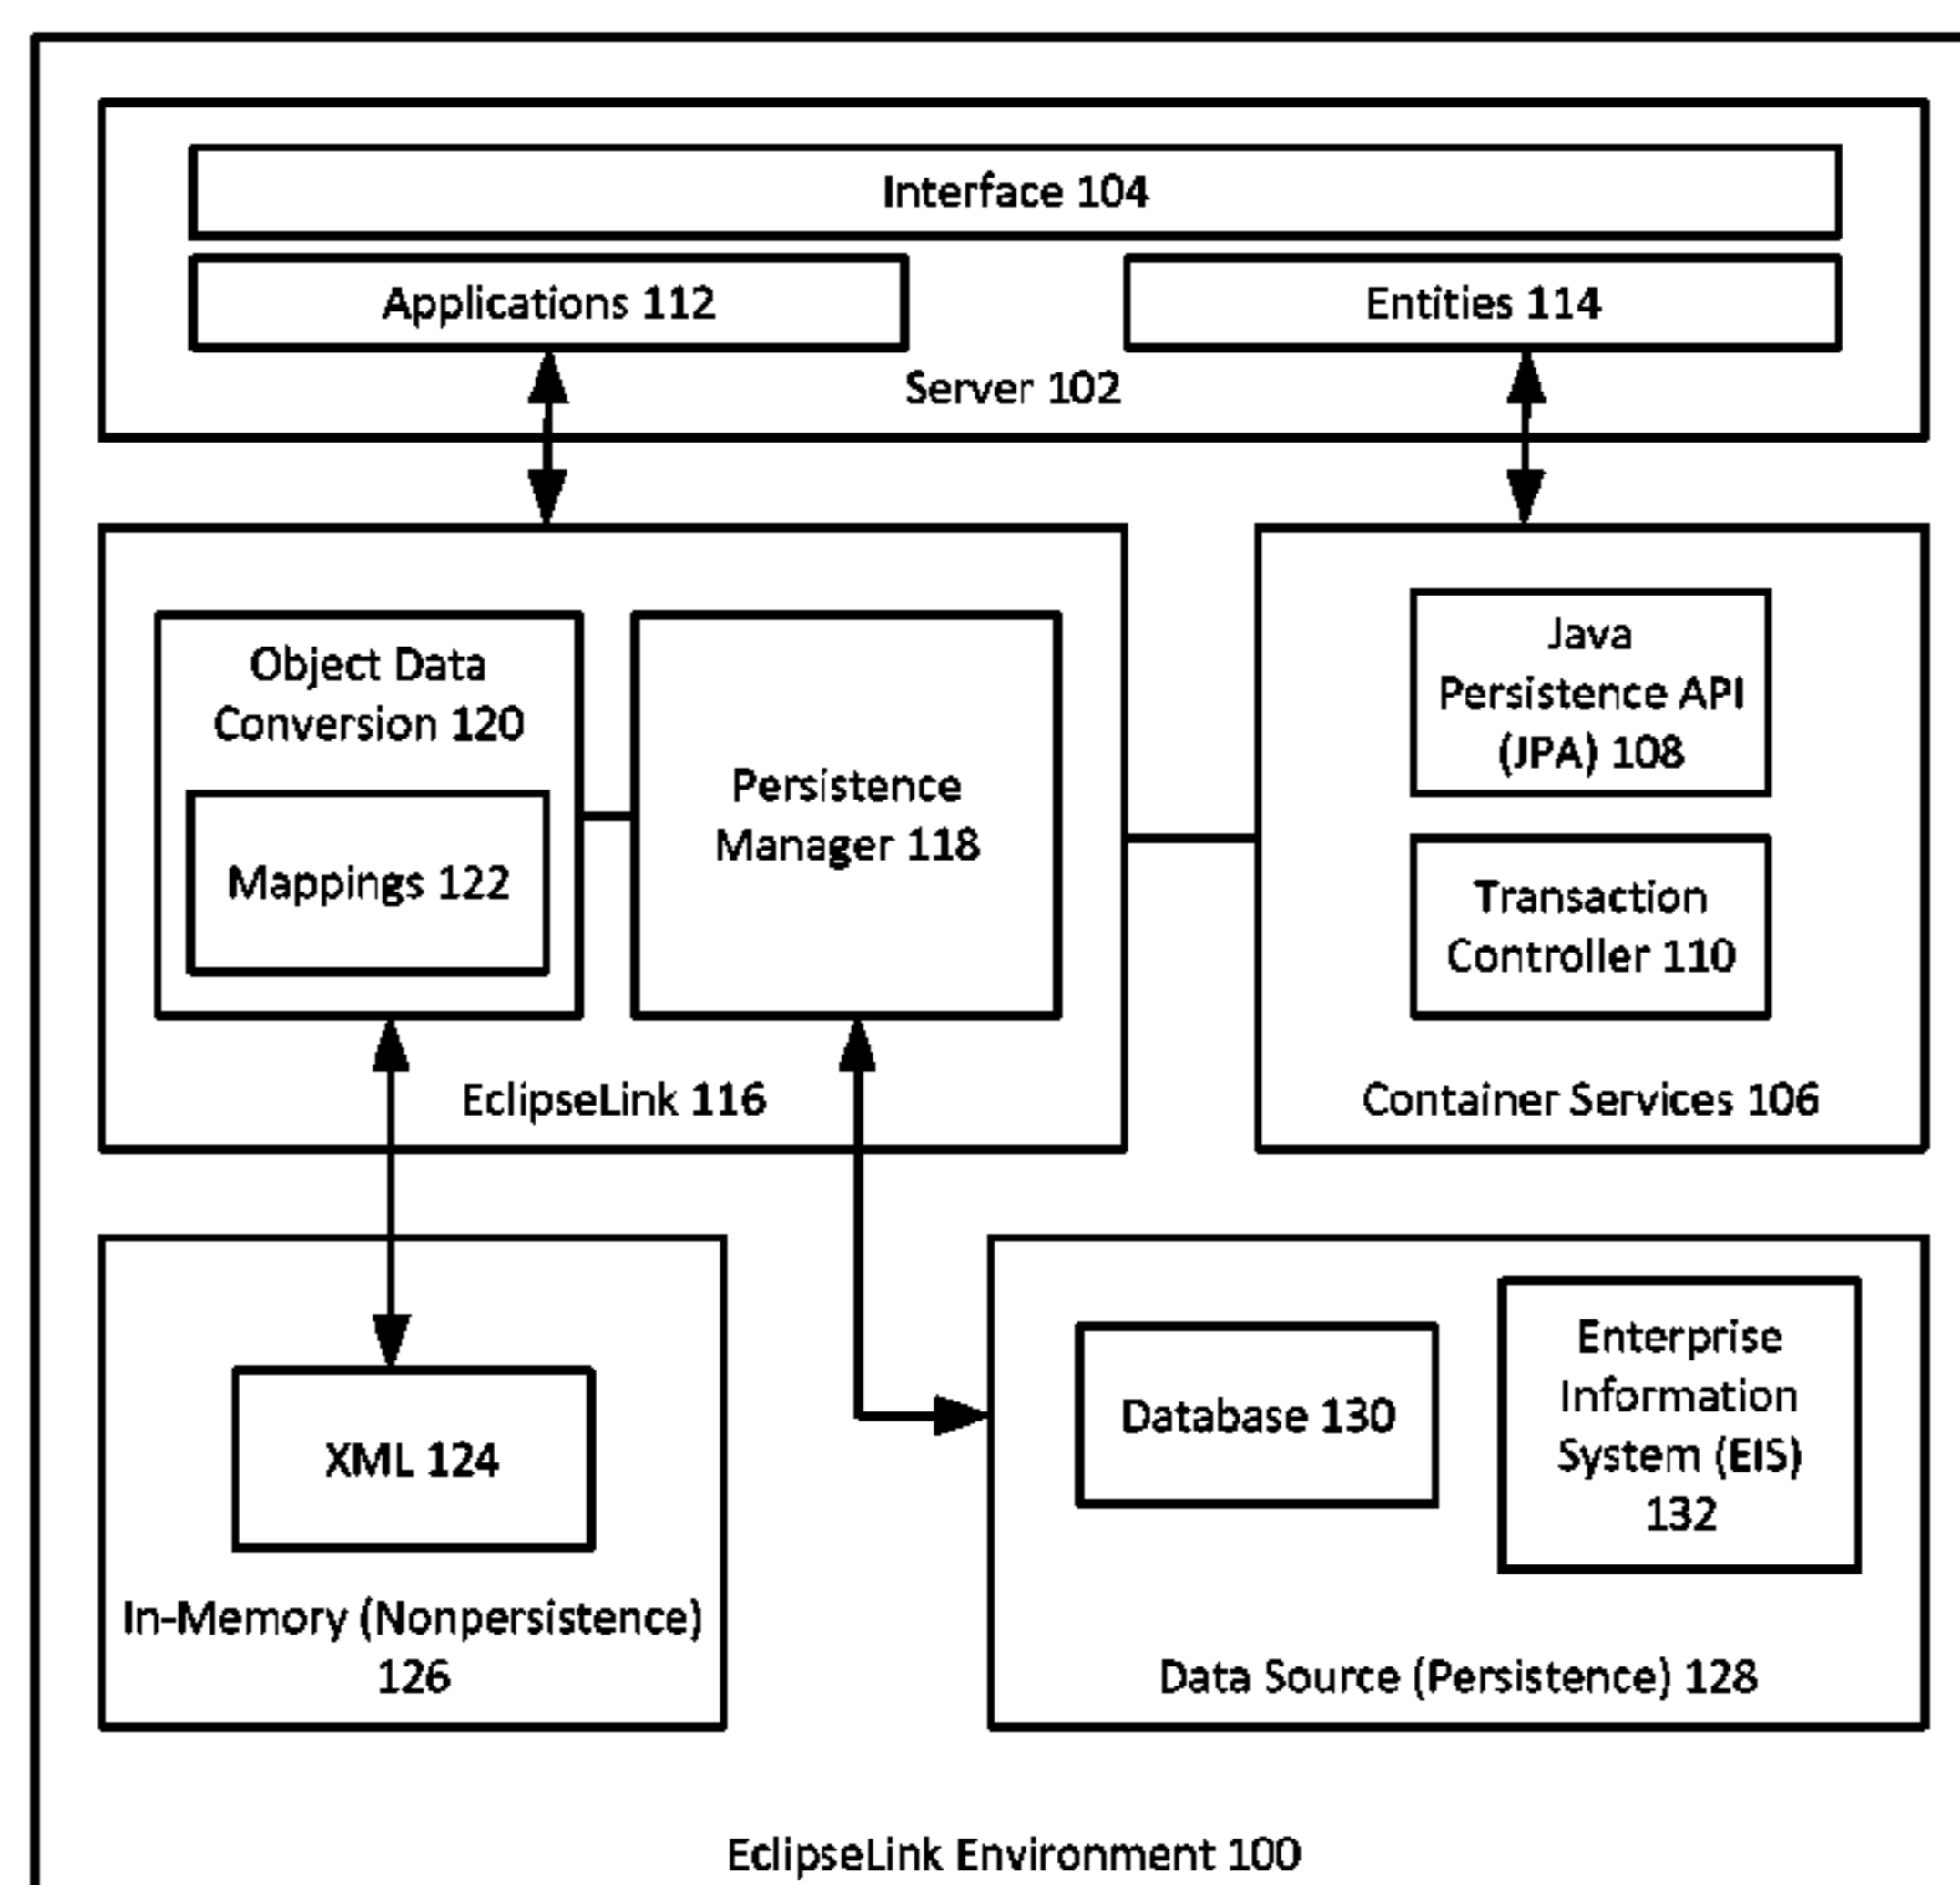 Interface 104
Applications 112
Entities 114
Server 102
Object Data
Conversion 120
Mappings 122
Persistence
Manager 118
EclipseLink 116
Java
Persistence API
(JPA) 108
Transaction
Controller 110
Container Services 106
XML 124
In-Memory (Nonpersistence)
126
Database 130
Enterprise
Information
System (EIS)
132
Data Source (Persistence) 128
EclipseLink Environment 100